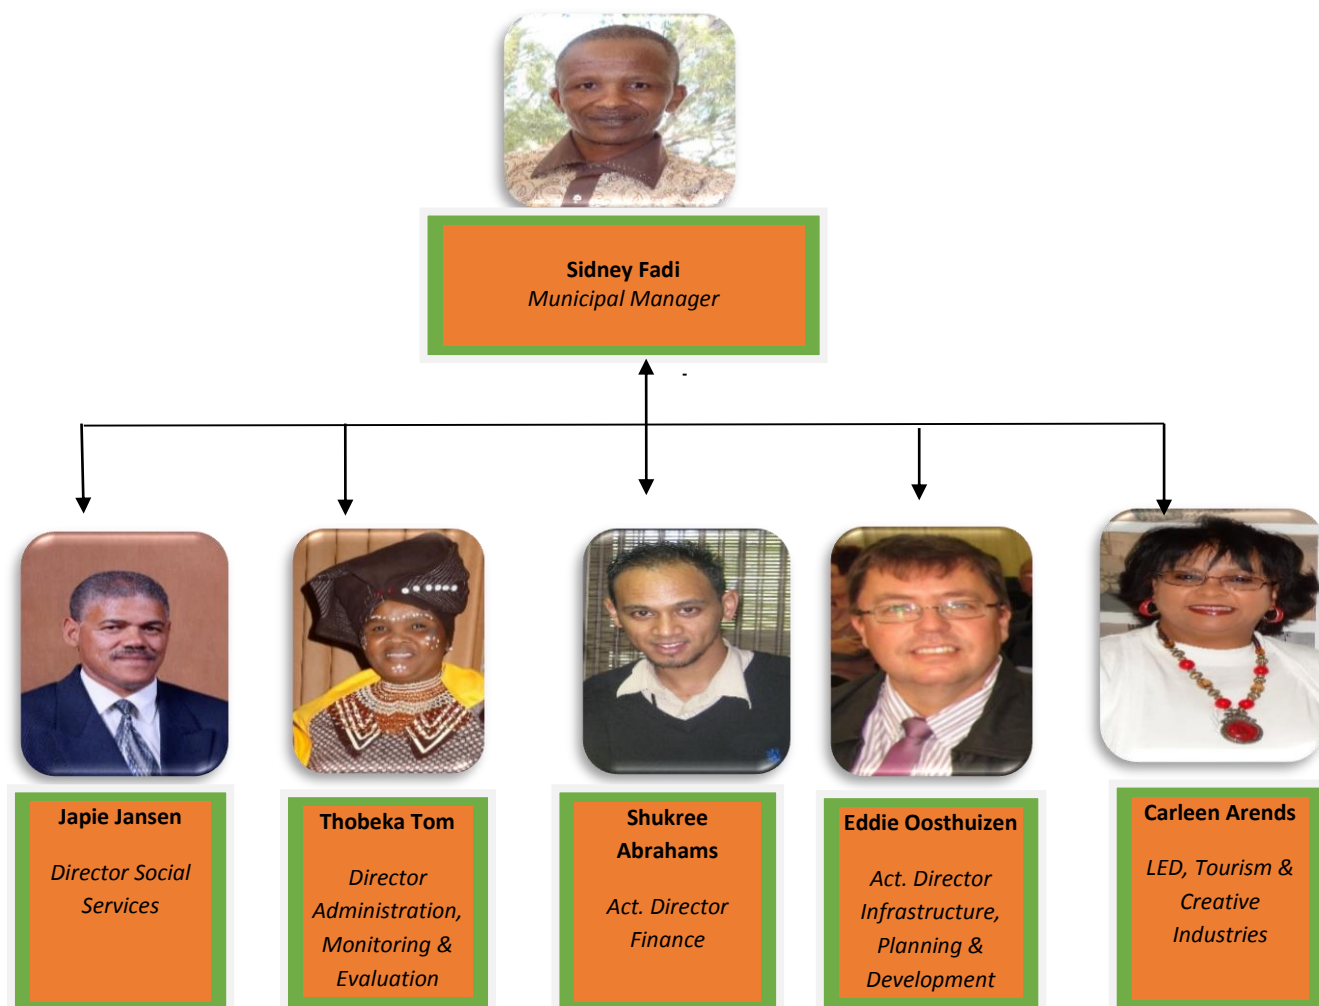 Sidney Fadi
Municipal Manager
-
Japie Jansen
Director Social
Services
Thobeka Tom
Director
Administration,
Monitoring &
Evaluation
Shukree
Abrahams
Act. Director
Finance
Eddie Oosthuizen
Act. Director
Infrastructure,
Planning &
Development
Carleen Arends
LED, Tourism &
Creative
Industries